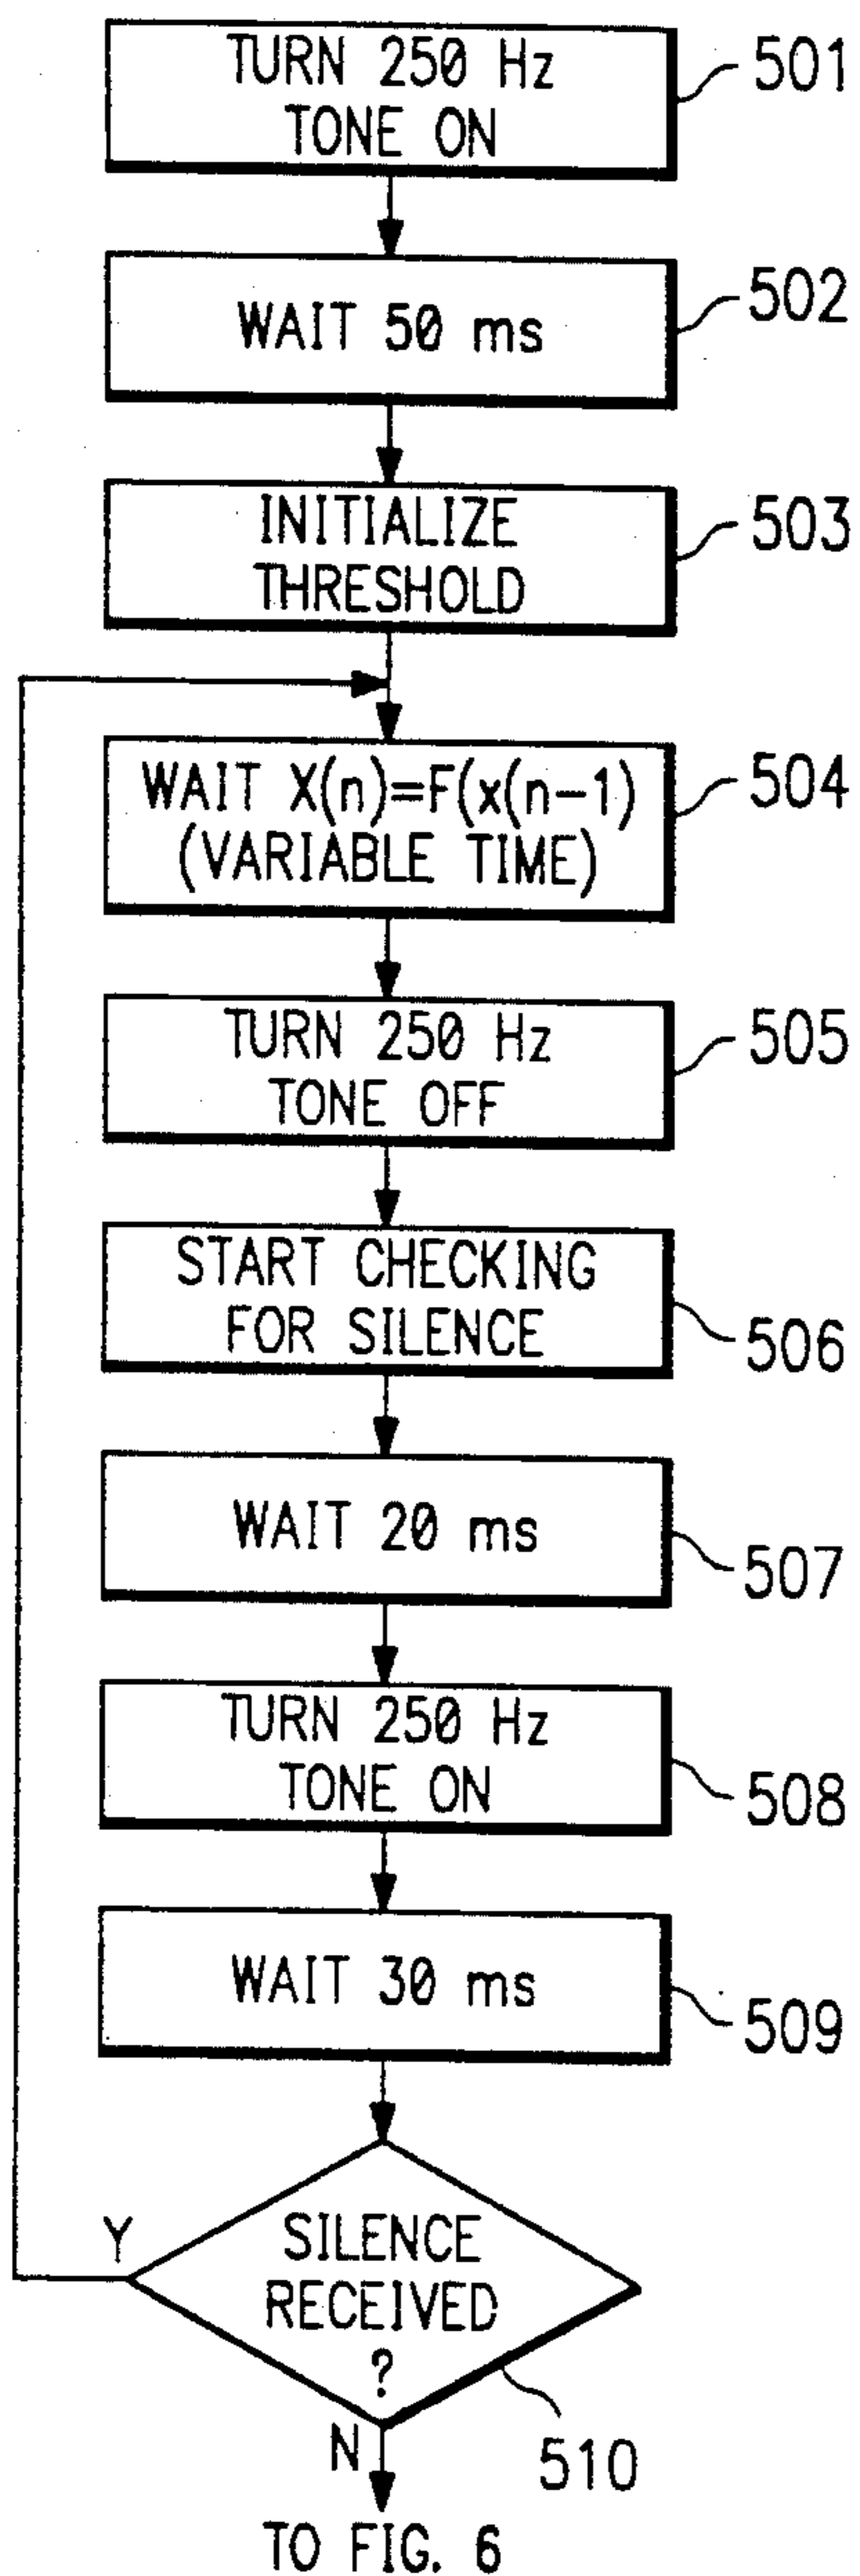 TURN 250 Hz
TONE ON
501
WAIT 50 ms
502
INITIALIZE
THRESHOLD
503
WAIT X(n)=F(x(n-1)
(VARIABLE TIME)
504
TURN 250 Hz
TONE OFF
505
START CHECKING
FOR SILENCE
506
WAIT 20 ms
507
TURN 250 Hz
TONE ON
508
WAIT 30 ms
509
Y
SILENCE
RECEIVED
?
510
N
TO FIG. 6